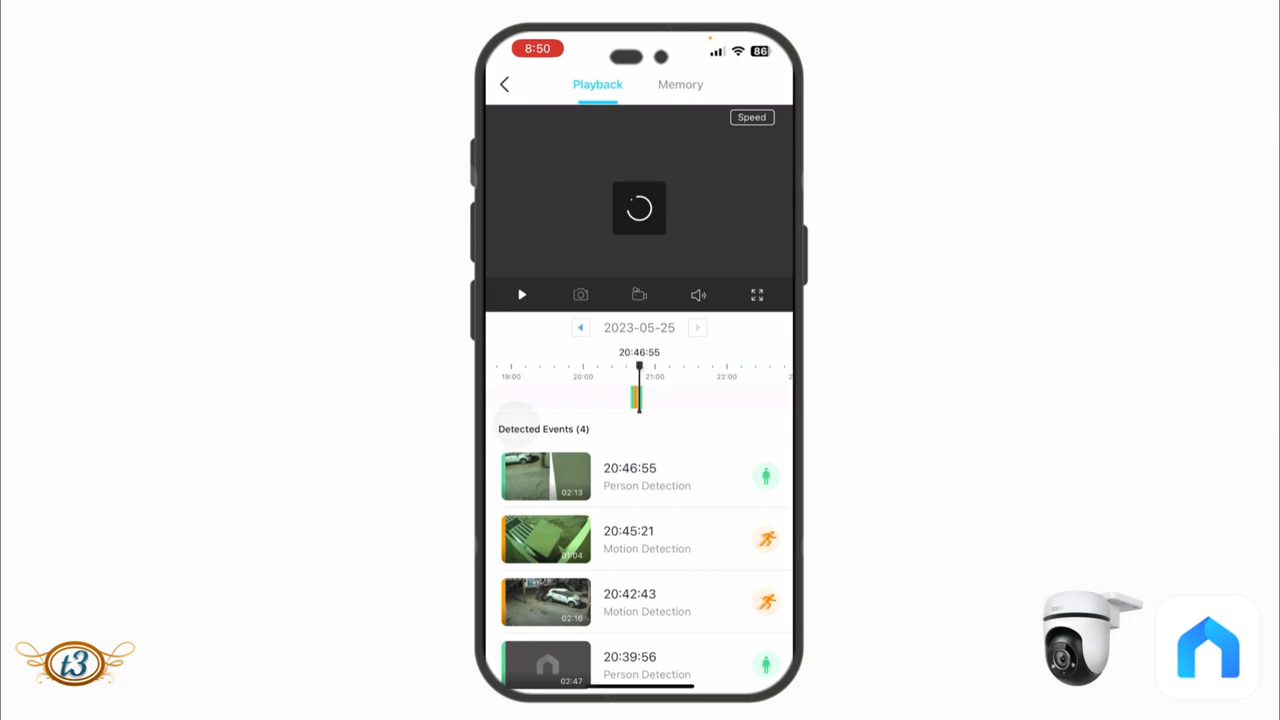 8:50
86
Playback
Memory
Speed
2023-05-25
20:46:55
19:00
20:00
21:00
22:00
2
Detected Events (4)
20:46:55
Person Detection
02:13
20:45:21
Motion Detection
01:04
20:42:43
Motion Detection
02:16
20:39:56
Person Detection
02:47
t3
tapo